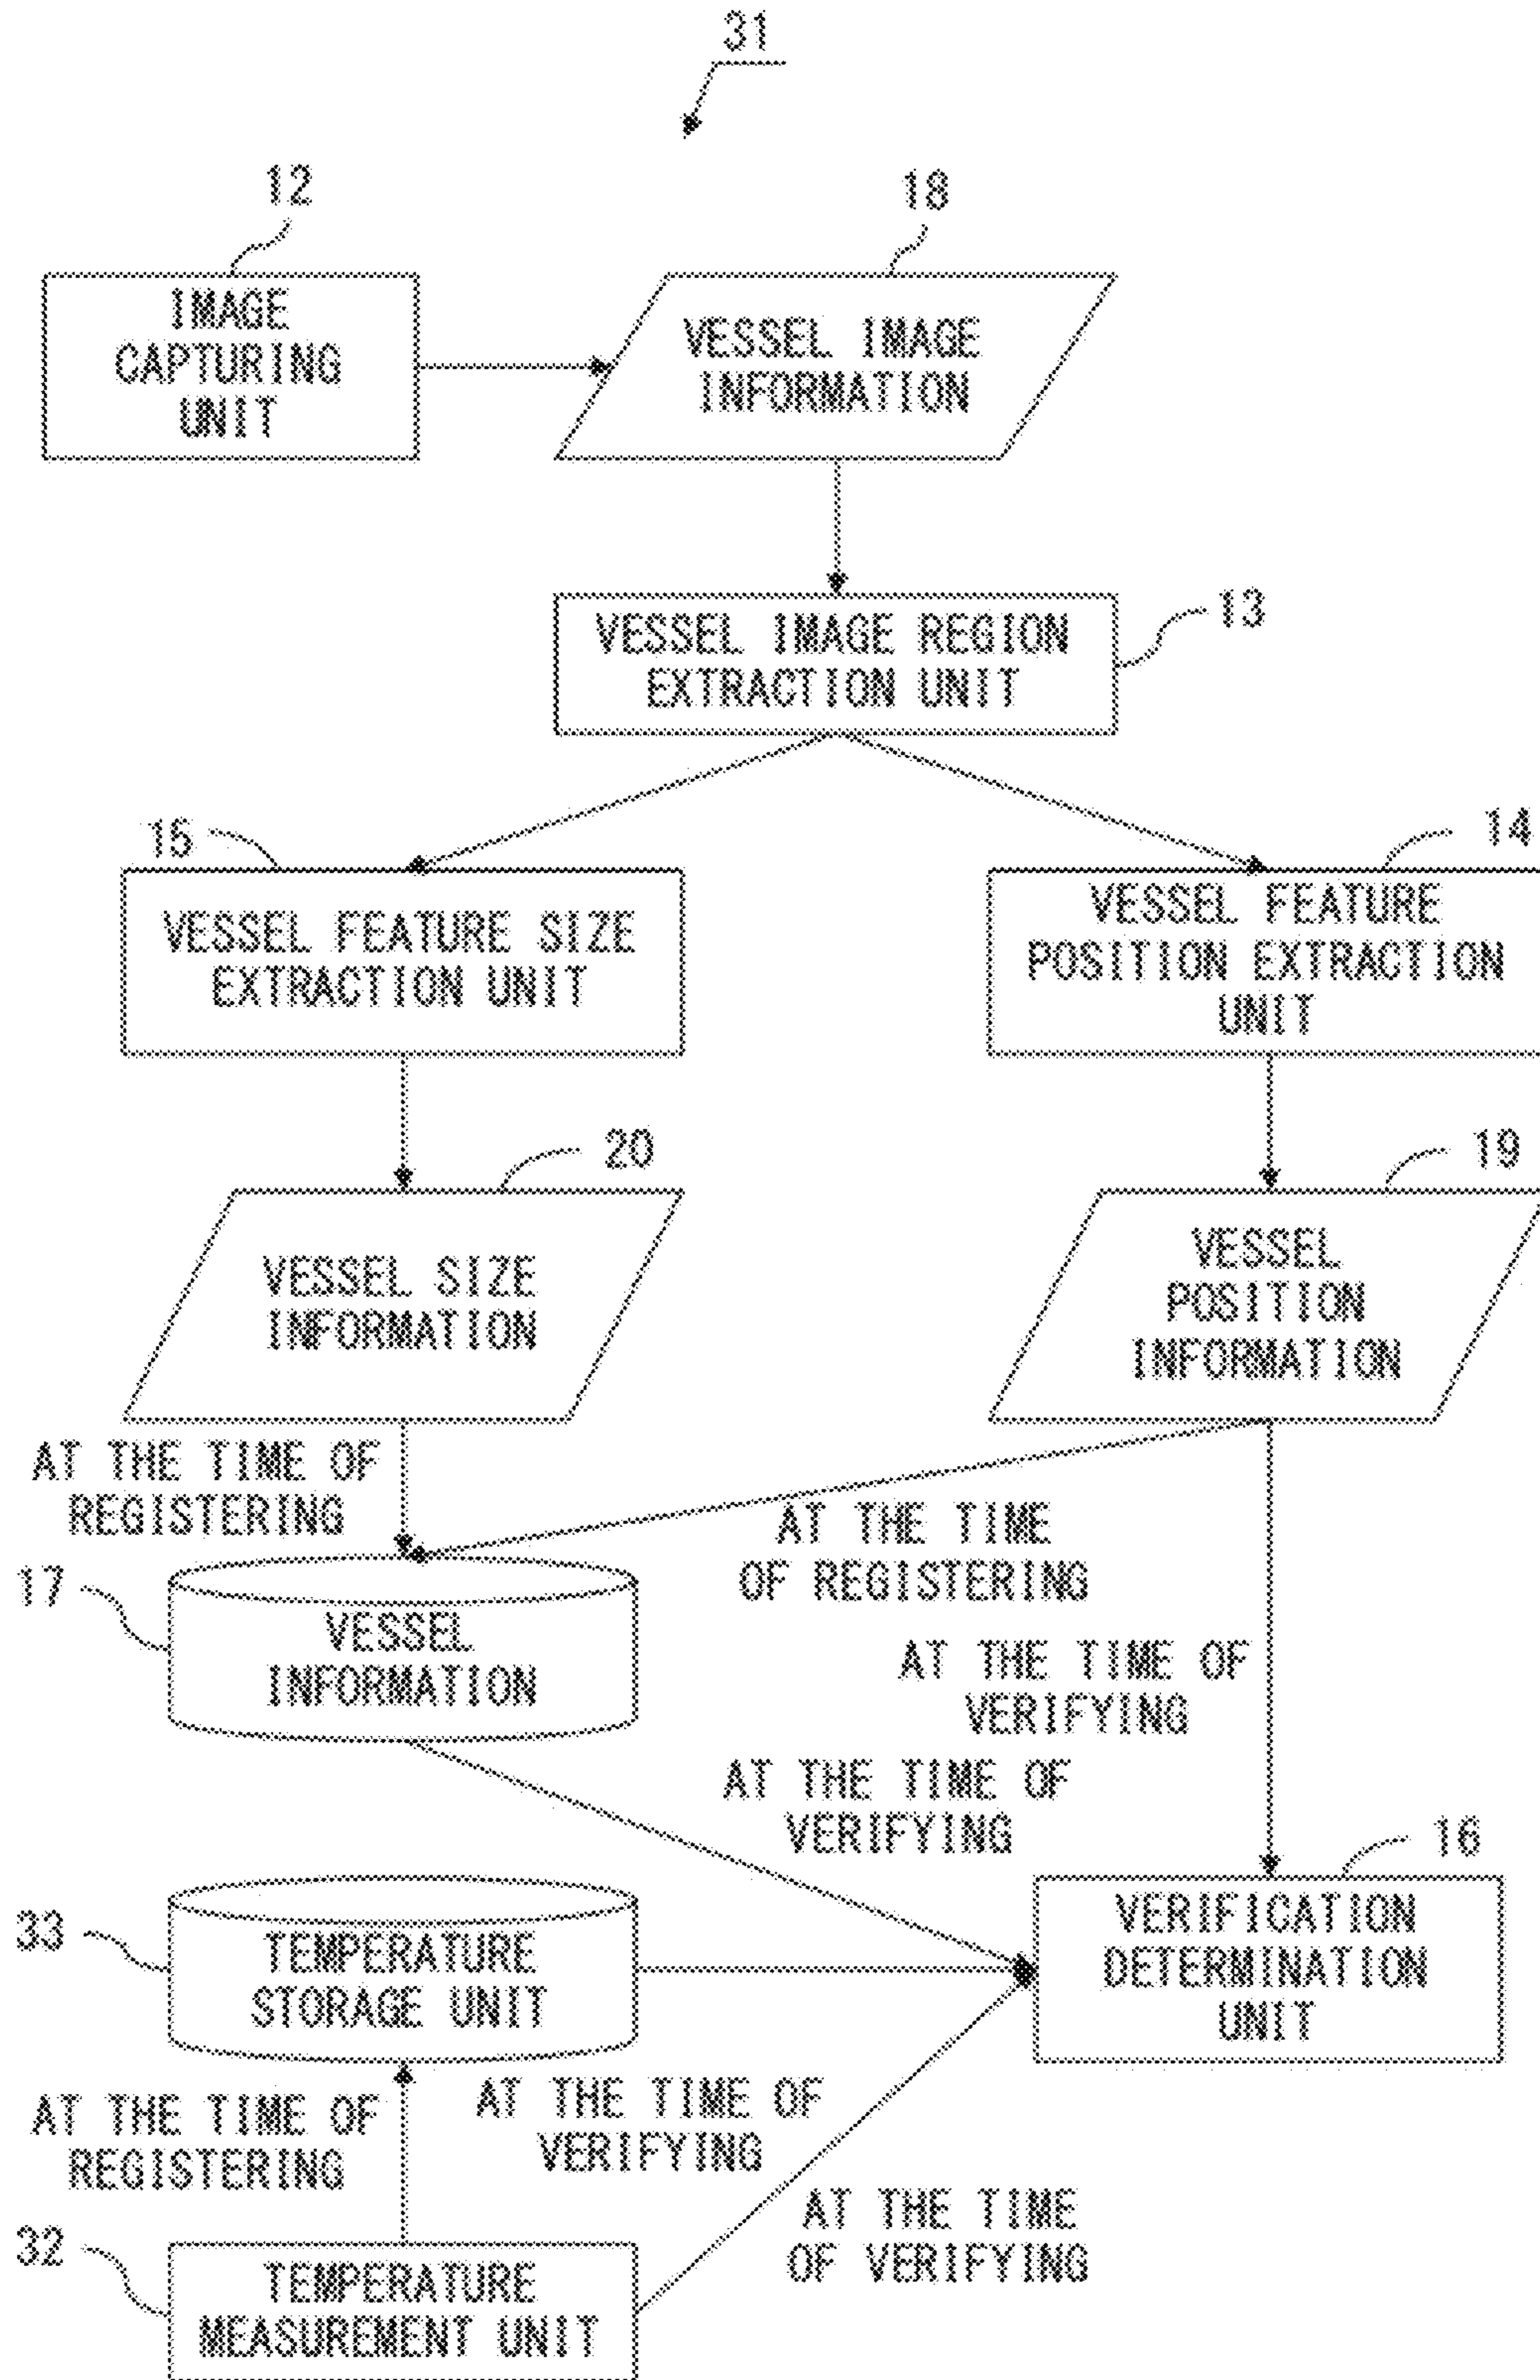 31
12
18
IMAGE
CAPTURING
UNIT
VESSEL IMAGE
INFORMATION
13
VESSEL IMAGE REGION
EXTRACTION UNIT
15
14
VESSEL FEATURE SIZE
EXTRACTION UNIT
VESSEL FEATURE
POSITION EXTRACTION
UNIT
20
19
VESSEL SIZE
INFORMATION
VESSEL
POSITION
INFORMATION
AT THE TIME OF
REGISTERING
AT THE TIME
OF REGISTERING
17
VESSEL
INFORMATION
AT THE TIME OF
VERIFYING
AT THE TIME OF
VERIFYING
16
33
TEMPERATURE
STORAGE UNIT
VERIFICATION
DETERMINATION
UNIT
AT THE TIME OF
REGISTERING
AT THE TIME OF
VERIFYING
AT THE TIME
OF VERIFYING
32
TEMPERATURE
MEASUREMENT UNIT